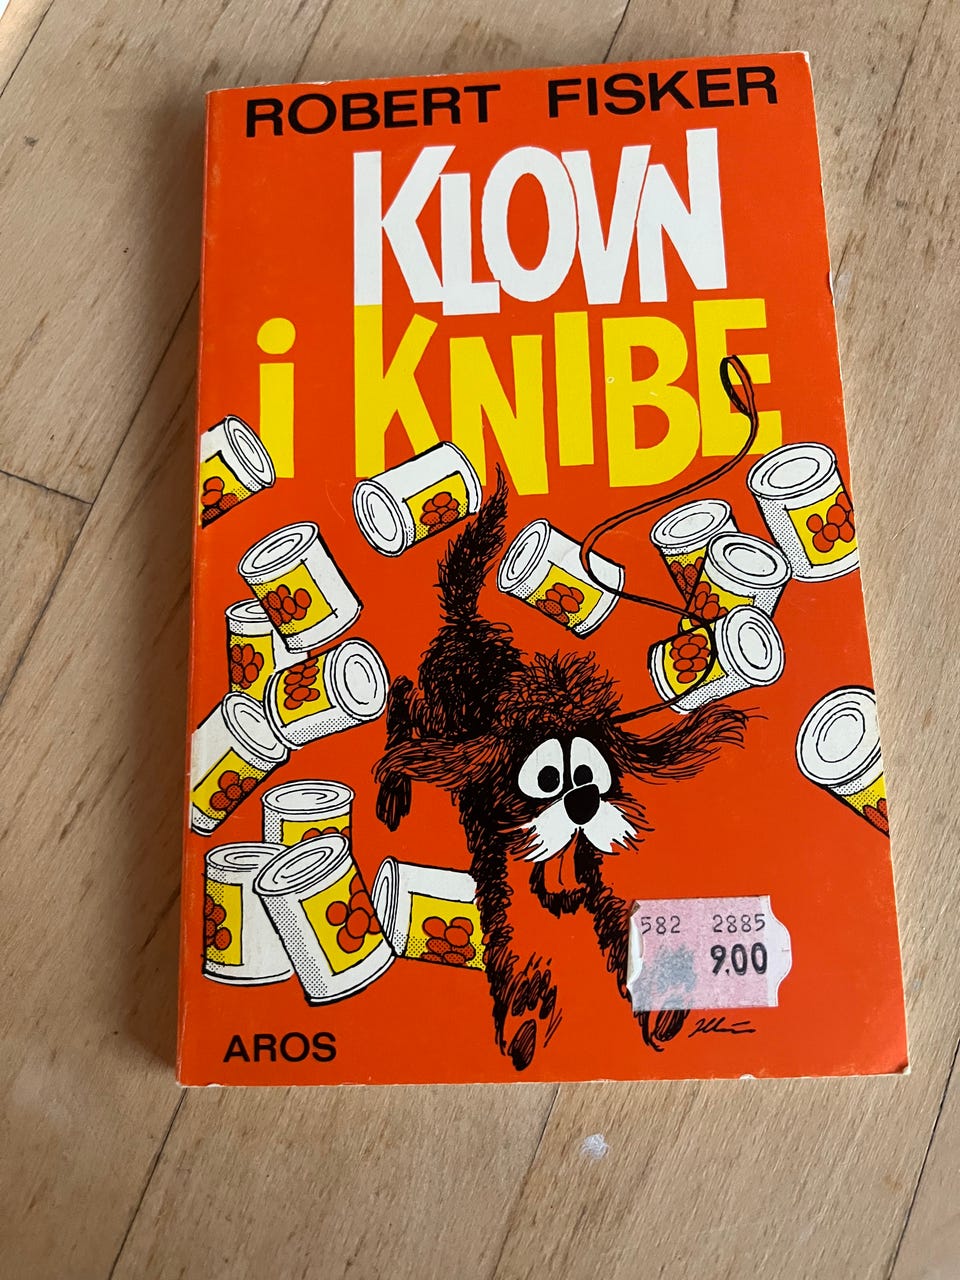 ROBERT FISKER
KLOVN
i KNIBE
582 2885
9.00
AROS